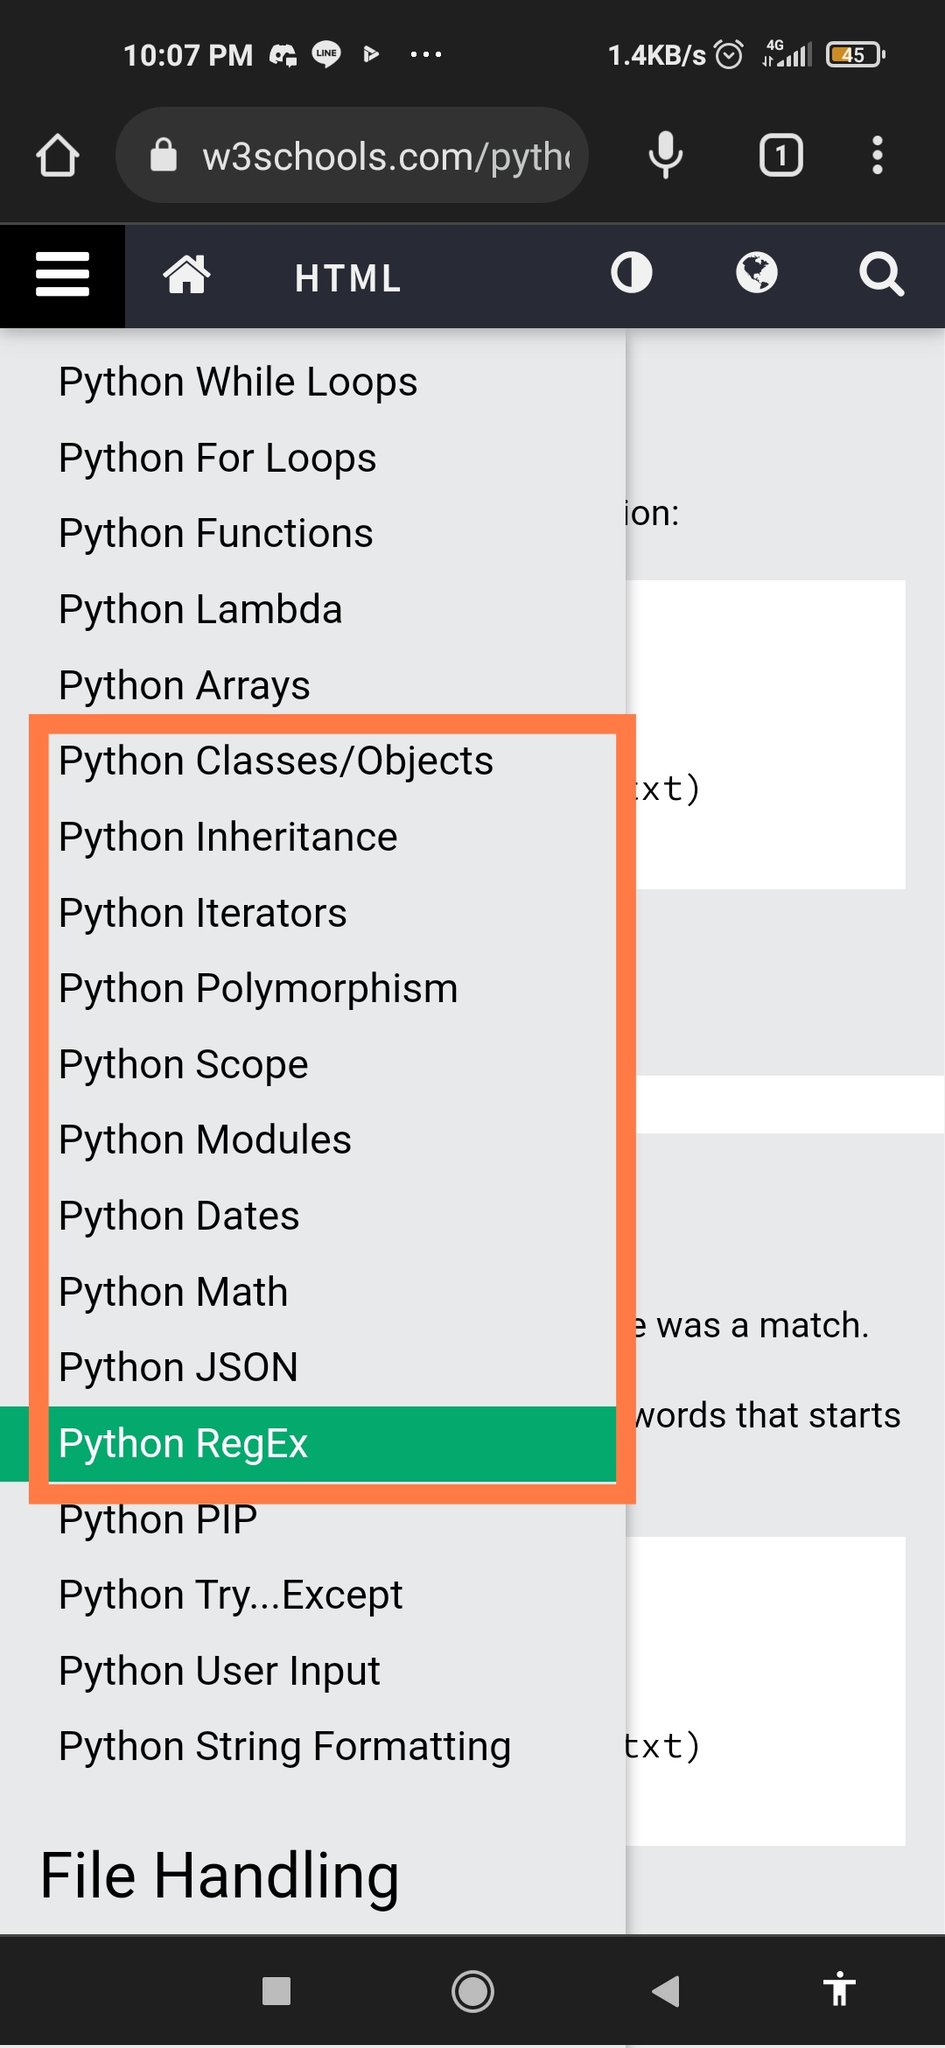 10:07 PM LINE ... 1.4KB/s 4G 45
w3schools.com/pytho
1
HTML
Python While Loops
Python For Loops
ion:
Python Functions
Python Lambda
Python Arrays
Python Classes/Objects
txt)
Python Inheritance
Python Iterators
Python Polymorphism
Python Scope
Python Modules
Python Dates
Python Math
e was a match.
Python JSON
words that starts
Python RegEx
Python PIP
Python Try...Except
Python User Input
Python String Formatting
txt)
File Handling